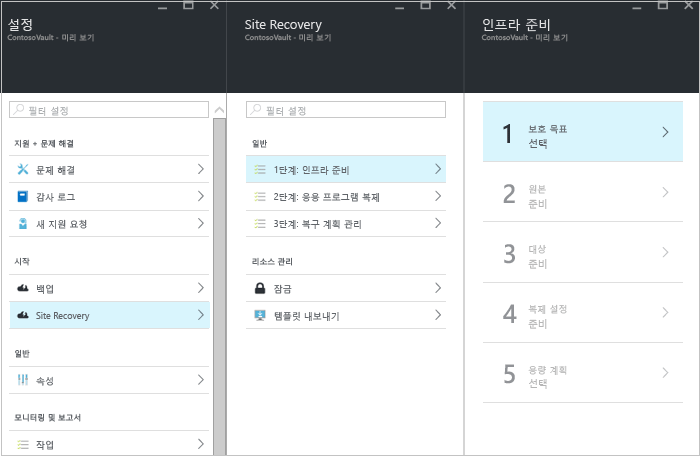 설정
ContosoVault - 미리 보기
필터 설정
지원 + 문제 해결
문제 해결
감사 로그
새 지원 요청
시작
백업
Site Recovery
일반
속성
모니터링 및 보고서
작업
Site Recovery
ContosoVault - 미리 보기
필터 설정
일반
1단계: 인프라 준비
2단계: 응용 프로그램 복제
3단계: 복구 계획 관리
리소스 관리
잠금
템플릿 내보내기
인프라 준비
ContosoVault - 미리 보기
1 보호 목표
선택
2 원본
준비
3 대상
준비
4 복제 설정
준비
5 용량 계획
선택